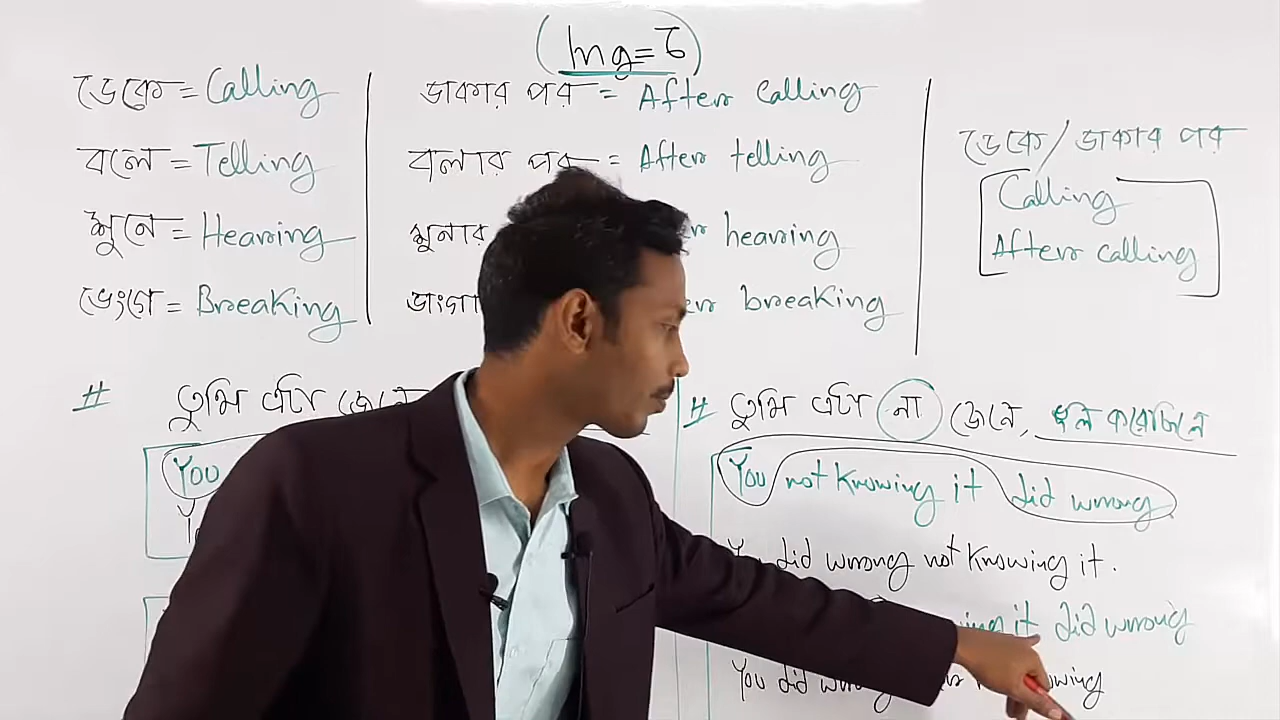 (Ing=6)
ডেকে = Calling
বলে = Telling
শুনে = Hearing
ভেংগে = Breaking
ডাকার পর = After calling
বলার পর = After telling
শুনার hearing
ভাংগা breaking
ডেকে/ডাকার পর
Calling
After calling
# তুমি এটা জেনে
You
# তুমি এটা না জেনে, ভুল করেছিলে
You not knowing it did wrong
You did wrong not knowing it.
it did wrong
You did